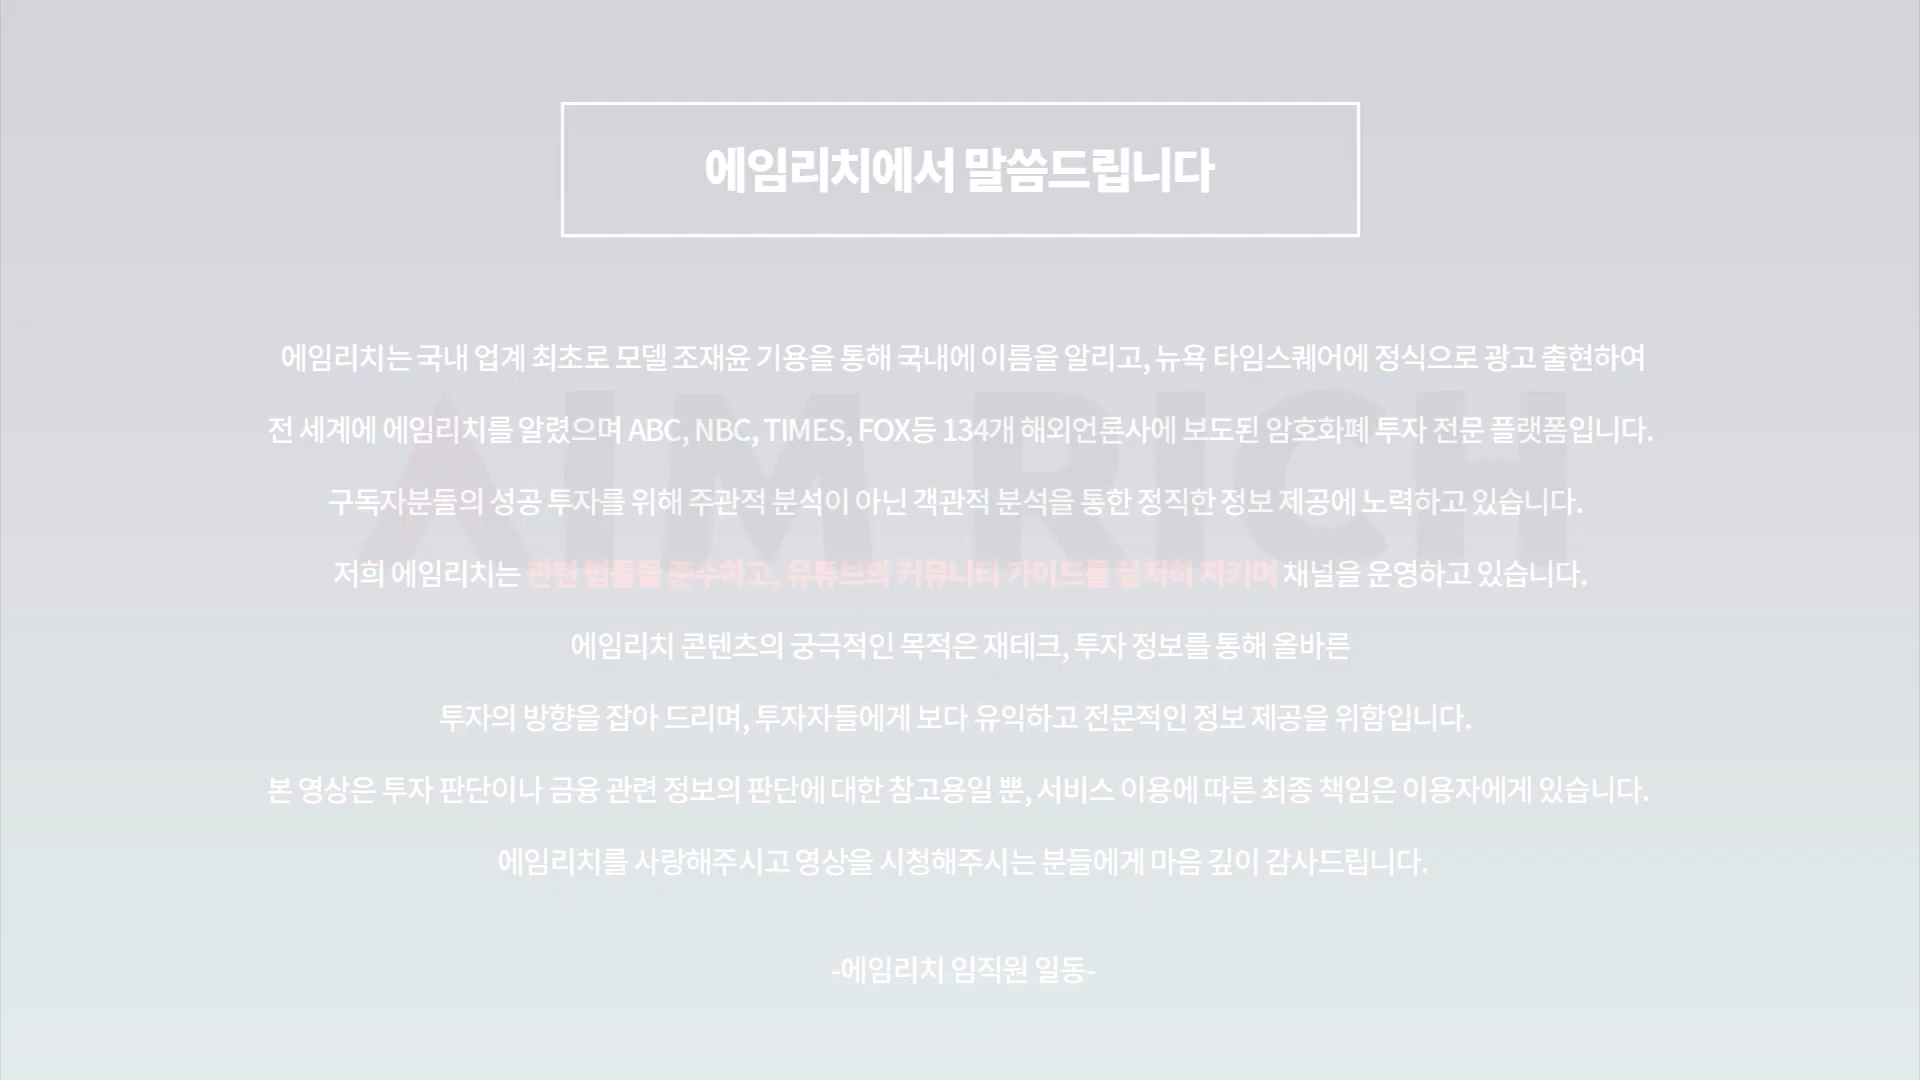 에임리치에서 말씀드립니다
에임리치는 국내 업계 최초로 모델 조재윤 기용을 통해 국내에 이름을 알리고, 뉴욕 타임스퀘어에 정식으로 광고 출현하여
전 세계에 에임리치를 알렸으며 ABC, NBC, TIMES, FOX등 134개 해외언론사에 보도된 암호화폐 투자 전문 플랫폼입니다.
AIM RICH
구독자분들의 성공 투자를 위해 주관적 분석이 아닌 객관적 분석을 통한 정직한 정보 제공에 노력하고 있습니다.
저희 에임리치는 관련 법률을 준수하고, 유튜브의 커뮤니티 가이드를 철저히 지키며 채널을 운영하고 있습니다.
에임리치 콘텐츠의 궁극적인 목적은 재테크, 투자 정보를 통해 올바른
투자의 방향을 잡아 드리며, 투자자들에게 보다 유익하고 전문적인 정보 제공을 위함입니다.
본 영상은 투자 판단이나 금융 관련 정보의 판단에 대한 참고용일 뿐, 서비스 이용에 따른 최종 책임은 이용자에게 있습니다.
에임리치를 사랑해주시고 영상을 시청해주시는 분들에게 마음 깊이 감사드립니다.
-에임리치 임직원 일동-